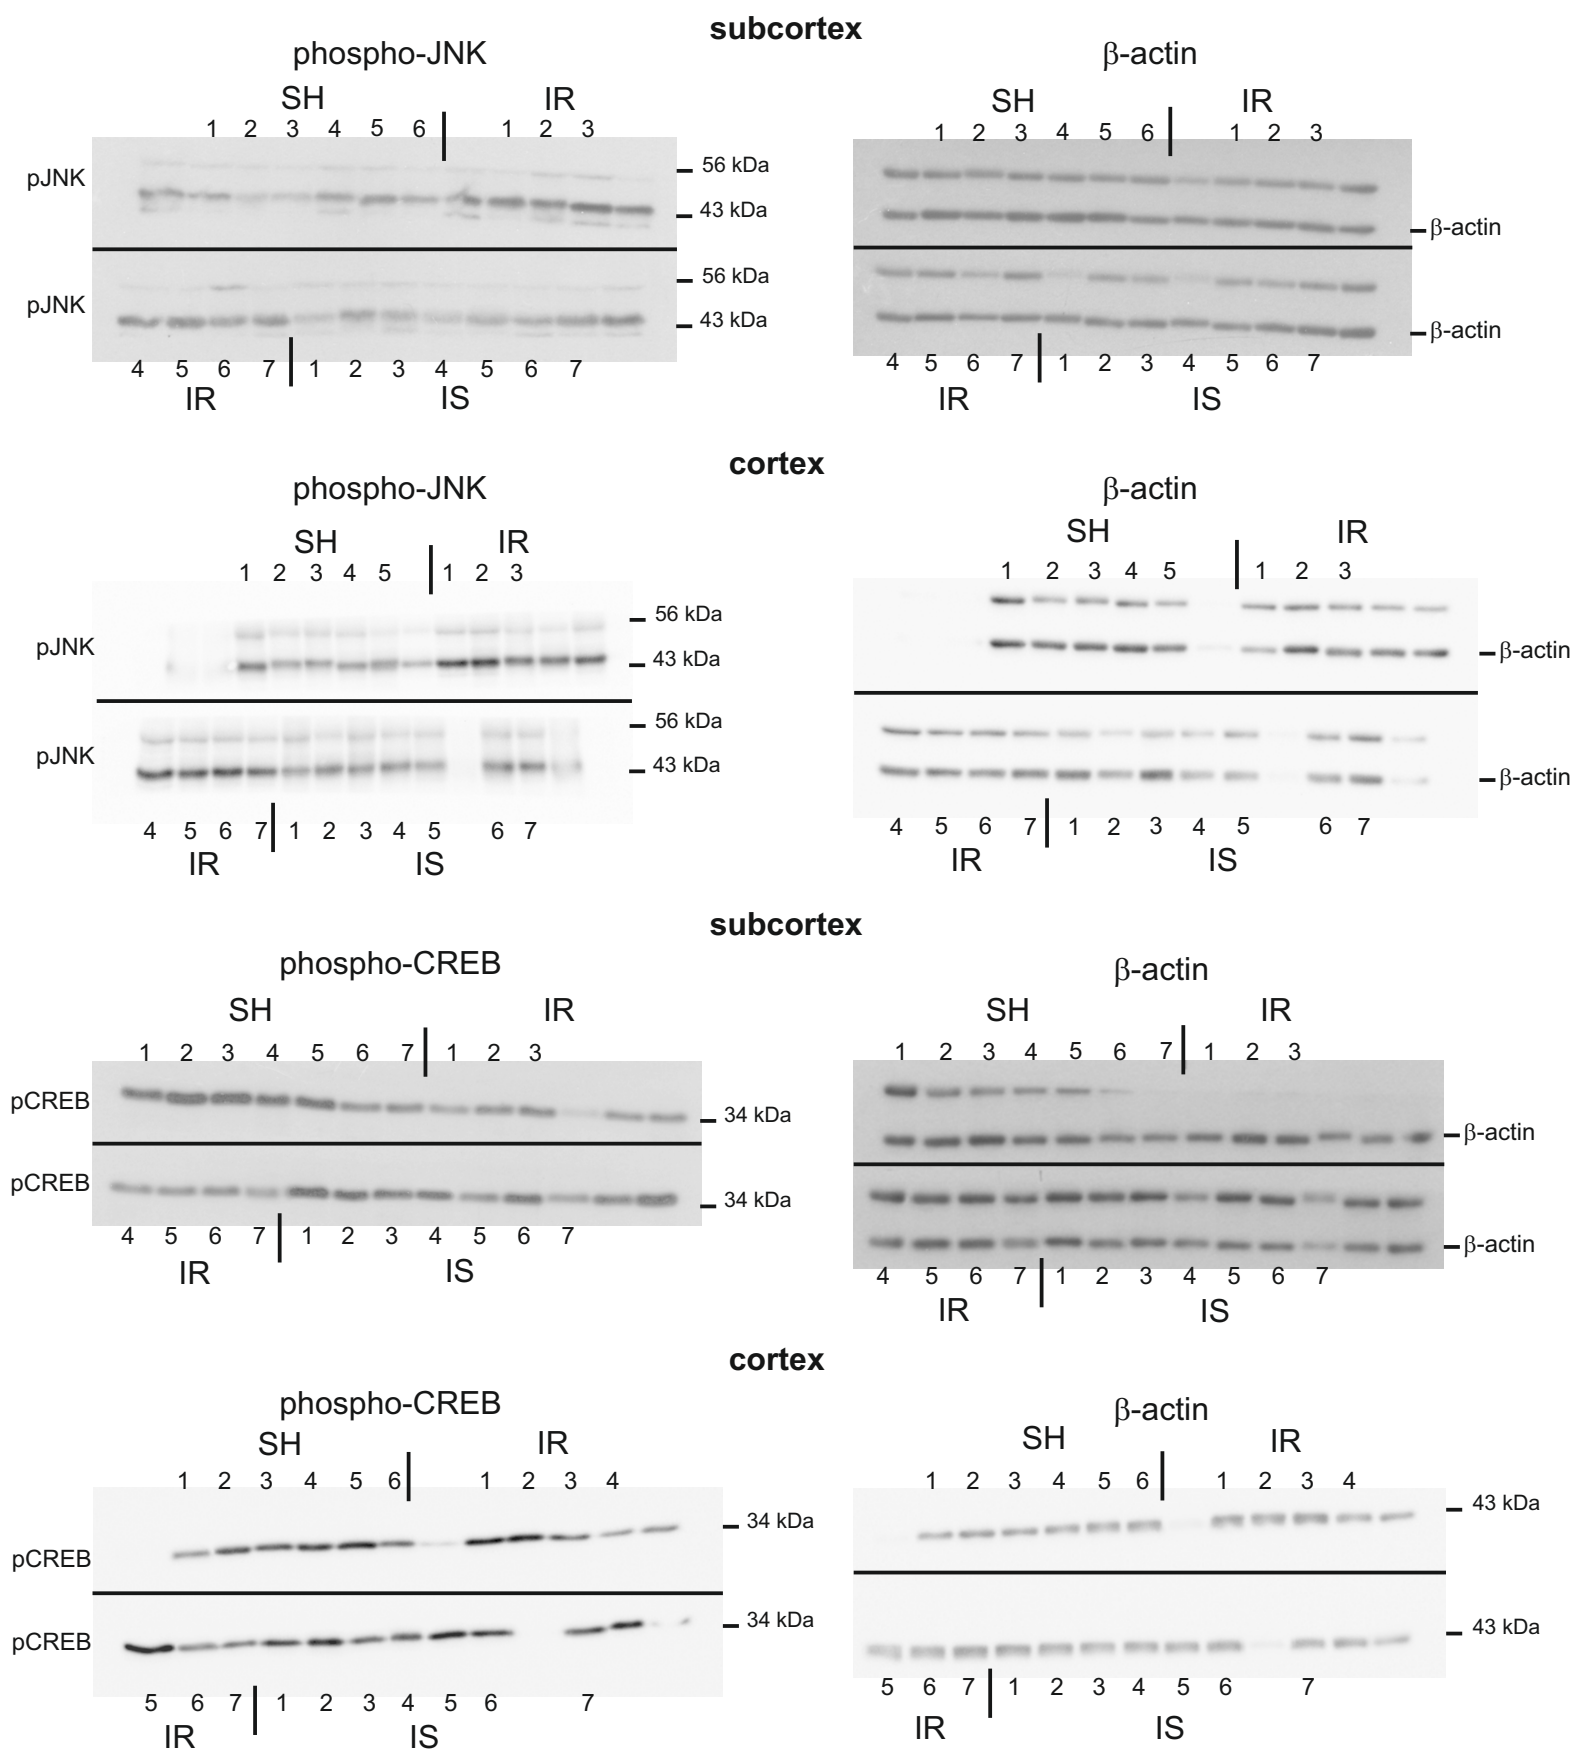 subcortex
phospho-JNK β-actin
SH IR SH IR
1 2 3 4 5 6 1 2 3 1 2 3 4 5 6 1 2 3
pJNK 56 kDa
43 kDa β-actin
pJNK 56 kDa
43 kDa β-actin
4 5 6 7 1 2 3 4 5 6 7 4 5 6 7 1 2 3 4 5 6 7
IR IS IR IS
cortex
phospho-JNK β-actin
SH IR SH IR
1 2 3 4 5 1 2 3 1 2 3 4 5 1 2 3
56 kDa
pJNK 43 kDa β-actin
56 kDa
pJNK 43 kDa β-actin
4 5 6 7 1 2 3 4 5 6 7 4 5 6 7 1 2 3 4 5 6 7
IR IS IR IS
subcortex
phospho-CREB β-actin
SH IR SH IR
1 2 3 4 5 6 7 1 2 3 1 2 3 4 5 6 7 1 2 3
pCREB 34 kDa β-actin
pCREB 34 kDa β-actin
4 5 6 7 1 2 3 4 5 6 7 4 5 6 7 1 2 3 4 5 6 7
IR IS IR IS
cortex
phospho-CREB β-actin
SH IR SH IR
1 2 3 4 5 6 1 2 3 4 1 2 3 4 5 6 1 2 3 4
34 kDa 43 kDa
pCREB
34 kDa 43 kDa
pCREB
5 6 7 1 2 3 4 5 6 7 5 6 7 1 2 3 4 5 6 7
IR IS IR IS